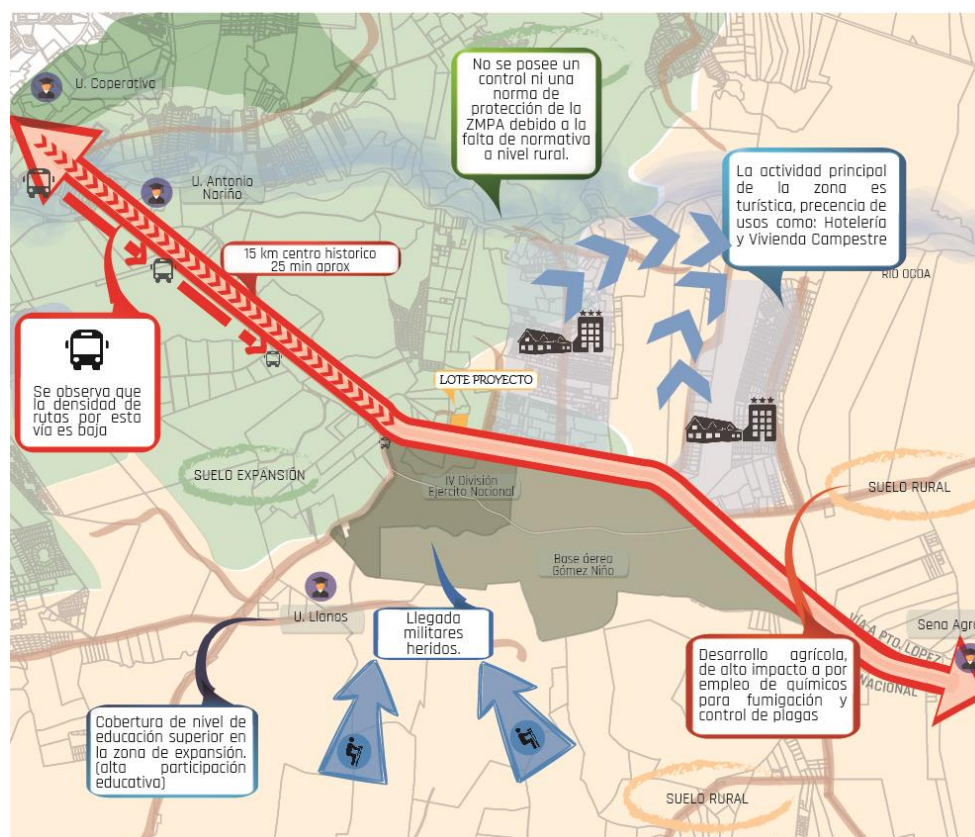 U. Coperativa
No se posee un
control ni una
norma de
protección de la
ZMPA debido a la
falta de normativa
a nivel rural.
U. Antonio
Nariño
La actividad principal
de la zona es
turística, precencia de
usos como: Hotelería
y Vivienda Campestre
15 km centro historico
25 min aprox
RIO OCOA
Se observa que
la densidad de
rutas por esta
vía es baja
LOTE PROYECTO
SUELO EXPANSIÓN
IV División
Ejercito Nacional
SUELO RURAL
Base áerea
Gómez Niño
U. Llanos
Llegada
militares
heridos.
Sena Agro
VÍA A PTO. LOPEZ
NACIONAL
Desarrollo agrícola,
de alto impacto a por
empleo de químicos
para fumigación y
control de plagas
Cobertura de nivel de
educación superior en
la zona de expansión.
(alta participación
educativa)
SUELO RURAL